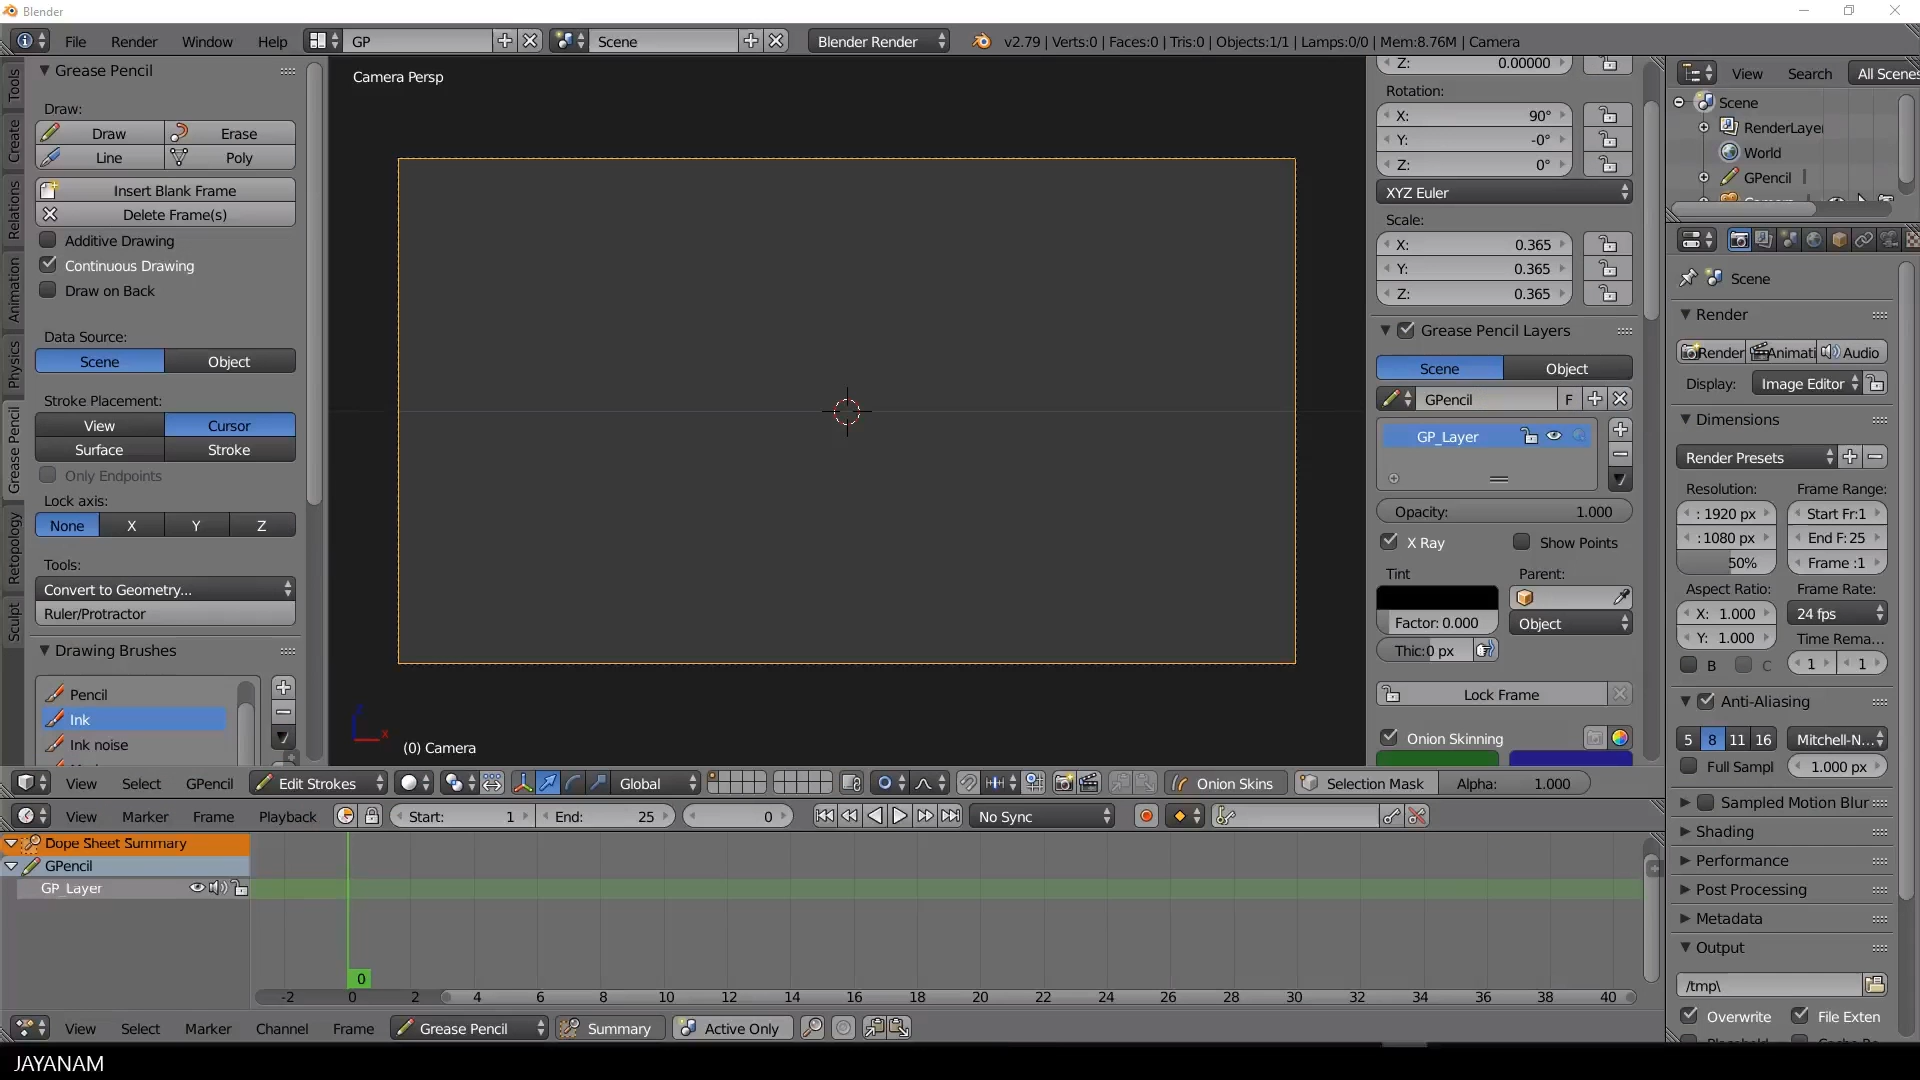 Blender
File Render Window Help GP Scene Blender Render v2.79 | Verts:0 | Faces:0 | Tris:0 | Objects:1/1 | Lamps:0/0 | Mem:8.76M | Camera
Tools
Create
Relations
Animation
Physics
Grease Pencil
Retopology
Sculpt
Grease Pencil
Draw:
Draw Erase
Line Poly
Insert Blank Frame
Delete Frame(s)
Additive Drawing
Continuous Drawing
Draw on Back
Data Source:
Scene Object
Stroke Placement:
View Cursor
Surface Stroke
Only Endpoints
Lock axis:
None X Y Z
Tools:
Convert to Geometry...
Ruler/Protractor
Drawing Brushes
Pencil
Ink
Ink noise
Camera Persp
x
(0) Camera
Z: 0.00000
Rotation:
X: 90°
Y: -0°
Z: 0°
XYZ Euler
Scale:
X: 0.365
Y: 0.365
Z: 0.365
Grease Pencil Layers
Scene Object
GPencil F
GP_Layer
Opacity: 1.000
X Ray Show Points
Tint Parent:
Factor: 0.000 Object
Thic:0 px
Lock Frame
Onion Skinning
View Search All Scenes
Scene
RenderLayer
World
GPencil
Scene
Render
Render Animati Audio
Display: Image Editor
Dimensions
Render Presets
Resolution: Frame Range:
: 1920 px Start Fr:1
:1080 px End F:25
50% Frame :1
Aspect Ratio: Frame Rate:
X: 1.000 24 fps
Y: 1.000 Time Rema...
B C 1 1
Anti-Aliasing
5 8 11 16 Mitchell-N...
Full Sampl 1.000 px
Sampled Motion Blur
Shading
Performance
Post Processing
Metadata
Output
/tmp\
Overwrite File Exten
View Select GPencil Edit Strokes Global Onion Skins Selection Mask Alpha: 1.000
View Marker Frame Playback Start: 1 End: 25 0 No Sync
Dope Sheet Summary
GPencil
GP_Layer
0
-2 0 2 4 6 8 10 12 14 16 18 20 22 24 26 28 30 32 34 36 38 40
View Select Marker Channel Frame Grease Pencil Summary Active Only
JAYANAM